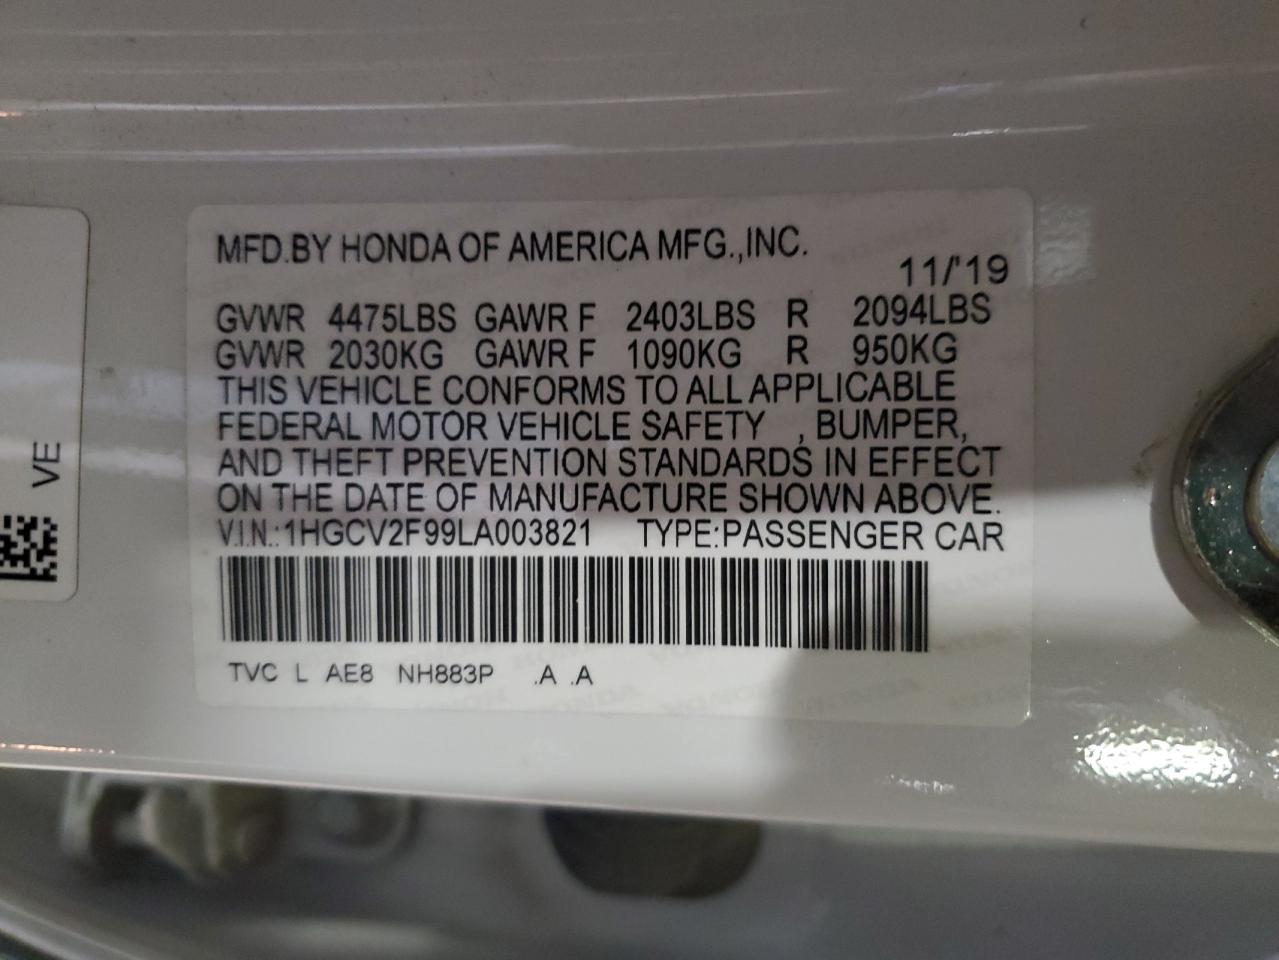 MFD.BY HONDA OF AMERICA MFG.,INC.
11/'19
GVWR 4475LBS GAWR F 2403LBS R 2094LBS
GVWR 2030KG GAWR F 1090KG R 950KG
THIS VEHICLE CONFORMS TO ALL APPLICABLE
FEDERAL MOTOR VEHICLE SAFETY , BUMPER,
AND THEFT PREVENTION STANDARDS IN EFFECT
ON THE DATE OF MANUFACTURE SHOWN ABOVE.
V.I.N.:1HGCV2F99LA003821 TYPE:PASSENGER CAR
TVC L AE8 NH883P .A .A
VE